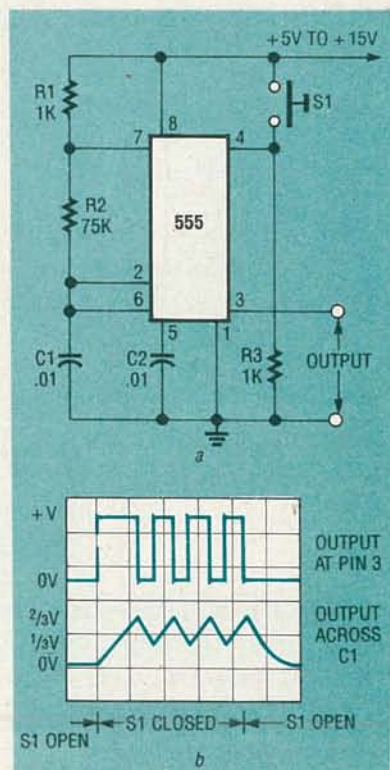 +5V TO +15V
R1
1K
S1
7
8
4
R2
75K
555
2
6
3
5
1
C1
.01
C2
.01
R3
1K
OUTPUT
a
+V
0V
2/3V
1/3V
0V
OUTPUT
AT PIN 3
OUTPUT
ACROSS
C1
S1 CLOSED
S1 OPEN
S1 OPEN
b